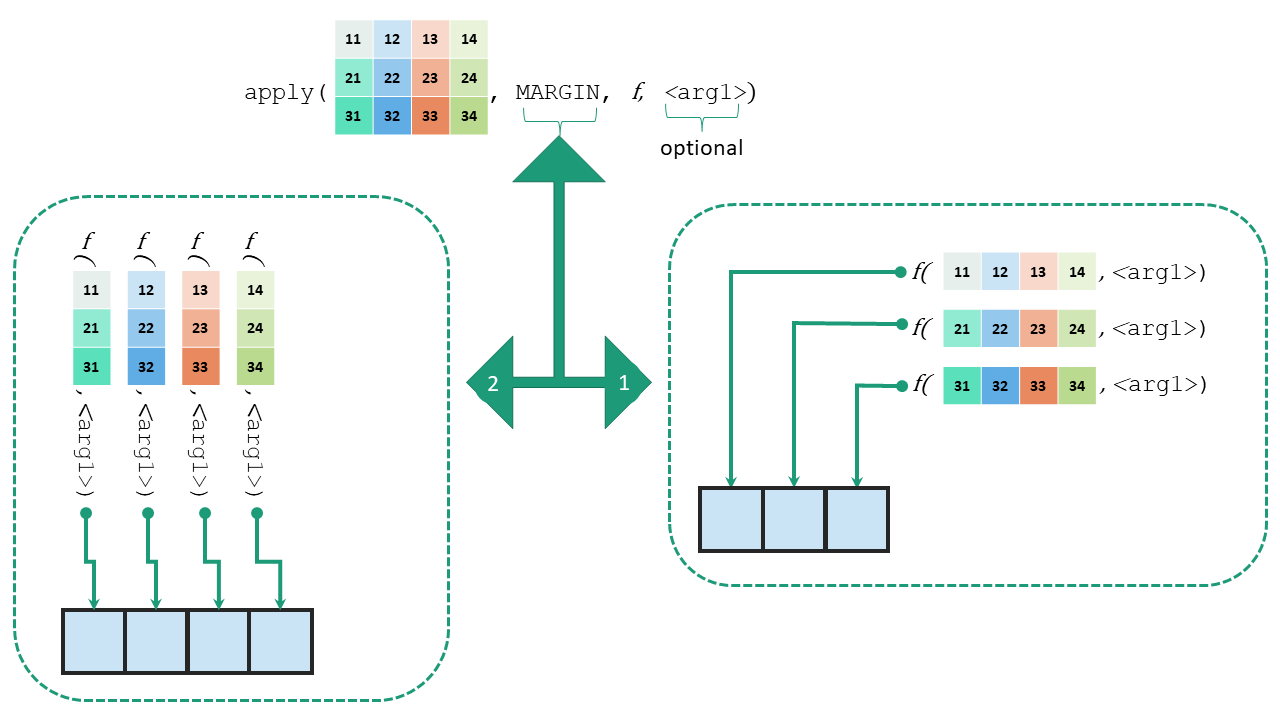 11 12 13 14
21 22 23 24
31 32 33 34
apply( , MARGIN, f, <arg1>)
optional
f f f f
( ( ( (
11 12 13 14
21 22 23 24
31 32 33 34
, <arg1>) , <arg1>) , <arg1>) , <arg1>)
2 1
f( 11 12 13 14 , <arg1>)
f( 21 22 23 24 , <arg1>)
f( 31 32 33 34 , <arg1>)